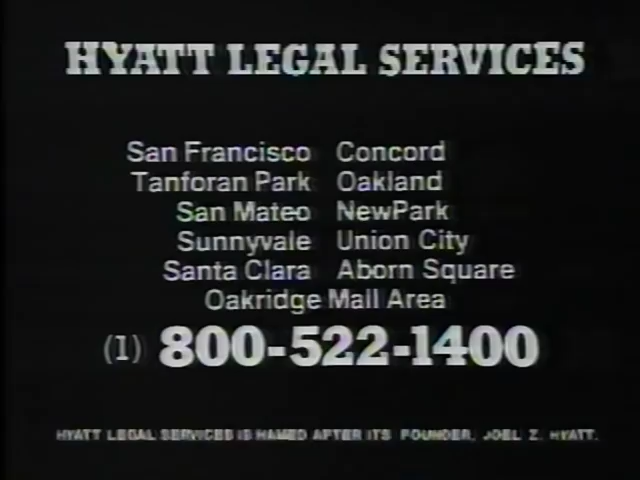 HYATT LEGAL SERVICES
San Francisco Concord
Tanforan Park Oakland
San Mateo NewPark
Sunnyvale Union City
Santa Clara Aborn Square
Oakridge Mall Area
(1) 800-522-1400
HYATT LEGAL SERVICES IS NAMED AFTER ITS FOUNDER, JOEL Z. HYATT.